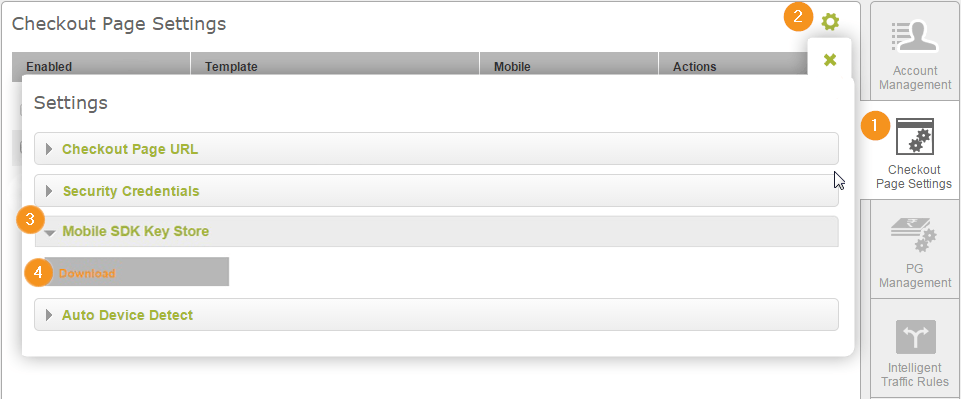 Checkout Page Settings
2
Enabled
Template
Mobile
Actions
Settings
Checkout Page URL
Security Credentials
3
Mobile SDK Key Store
4
Download
Auto Device Detect
Account
Management
1
Checkout
Page Settings
PG
Management
Intelligent
Traffic Rules